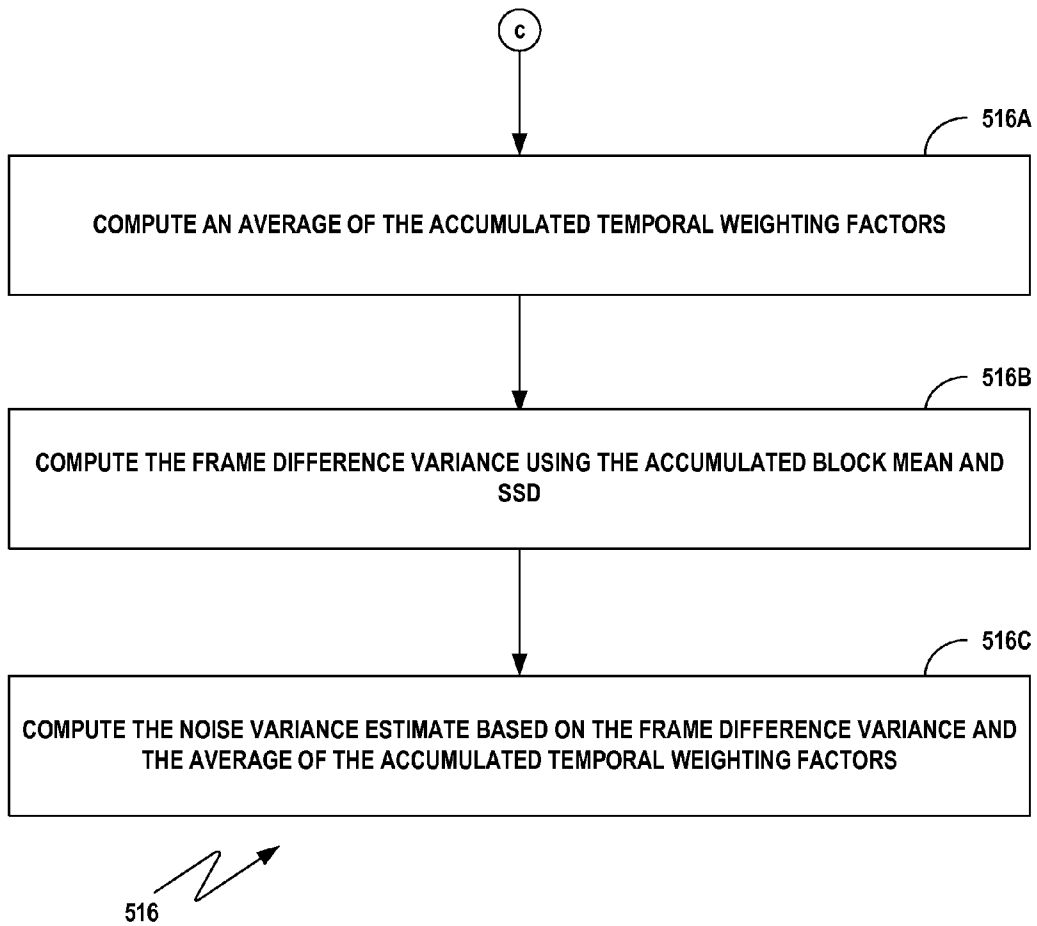 C
516A
COMPUTE AN AVERAGE OF THE ACCUMULATED TEMPORAL WEIGHTING FACTORS
516B
COMPUTE THE FRAME DIFFERENCE VARIANCE USING THE ACCUMULATED BLOCK MEAN AND
SSD
516C
COMPUTE THE NOISE VARIANCE ESTIMATE BASED ON THE FRAME DIFFERENCE VARIANCE AND
THE AVERAGE OF THE ACCUMULATED TEMPORAL WEIGHTING FACTORS
516